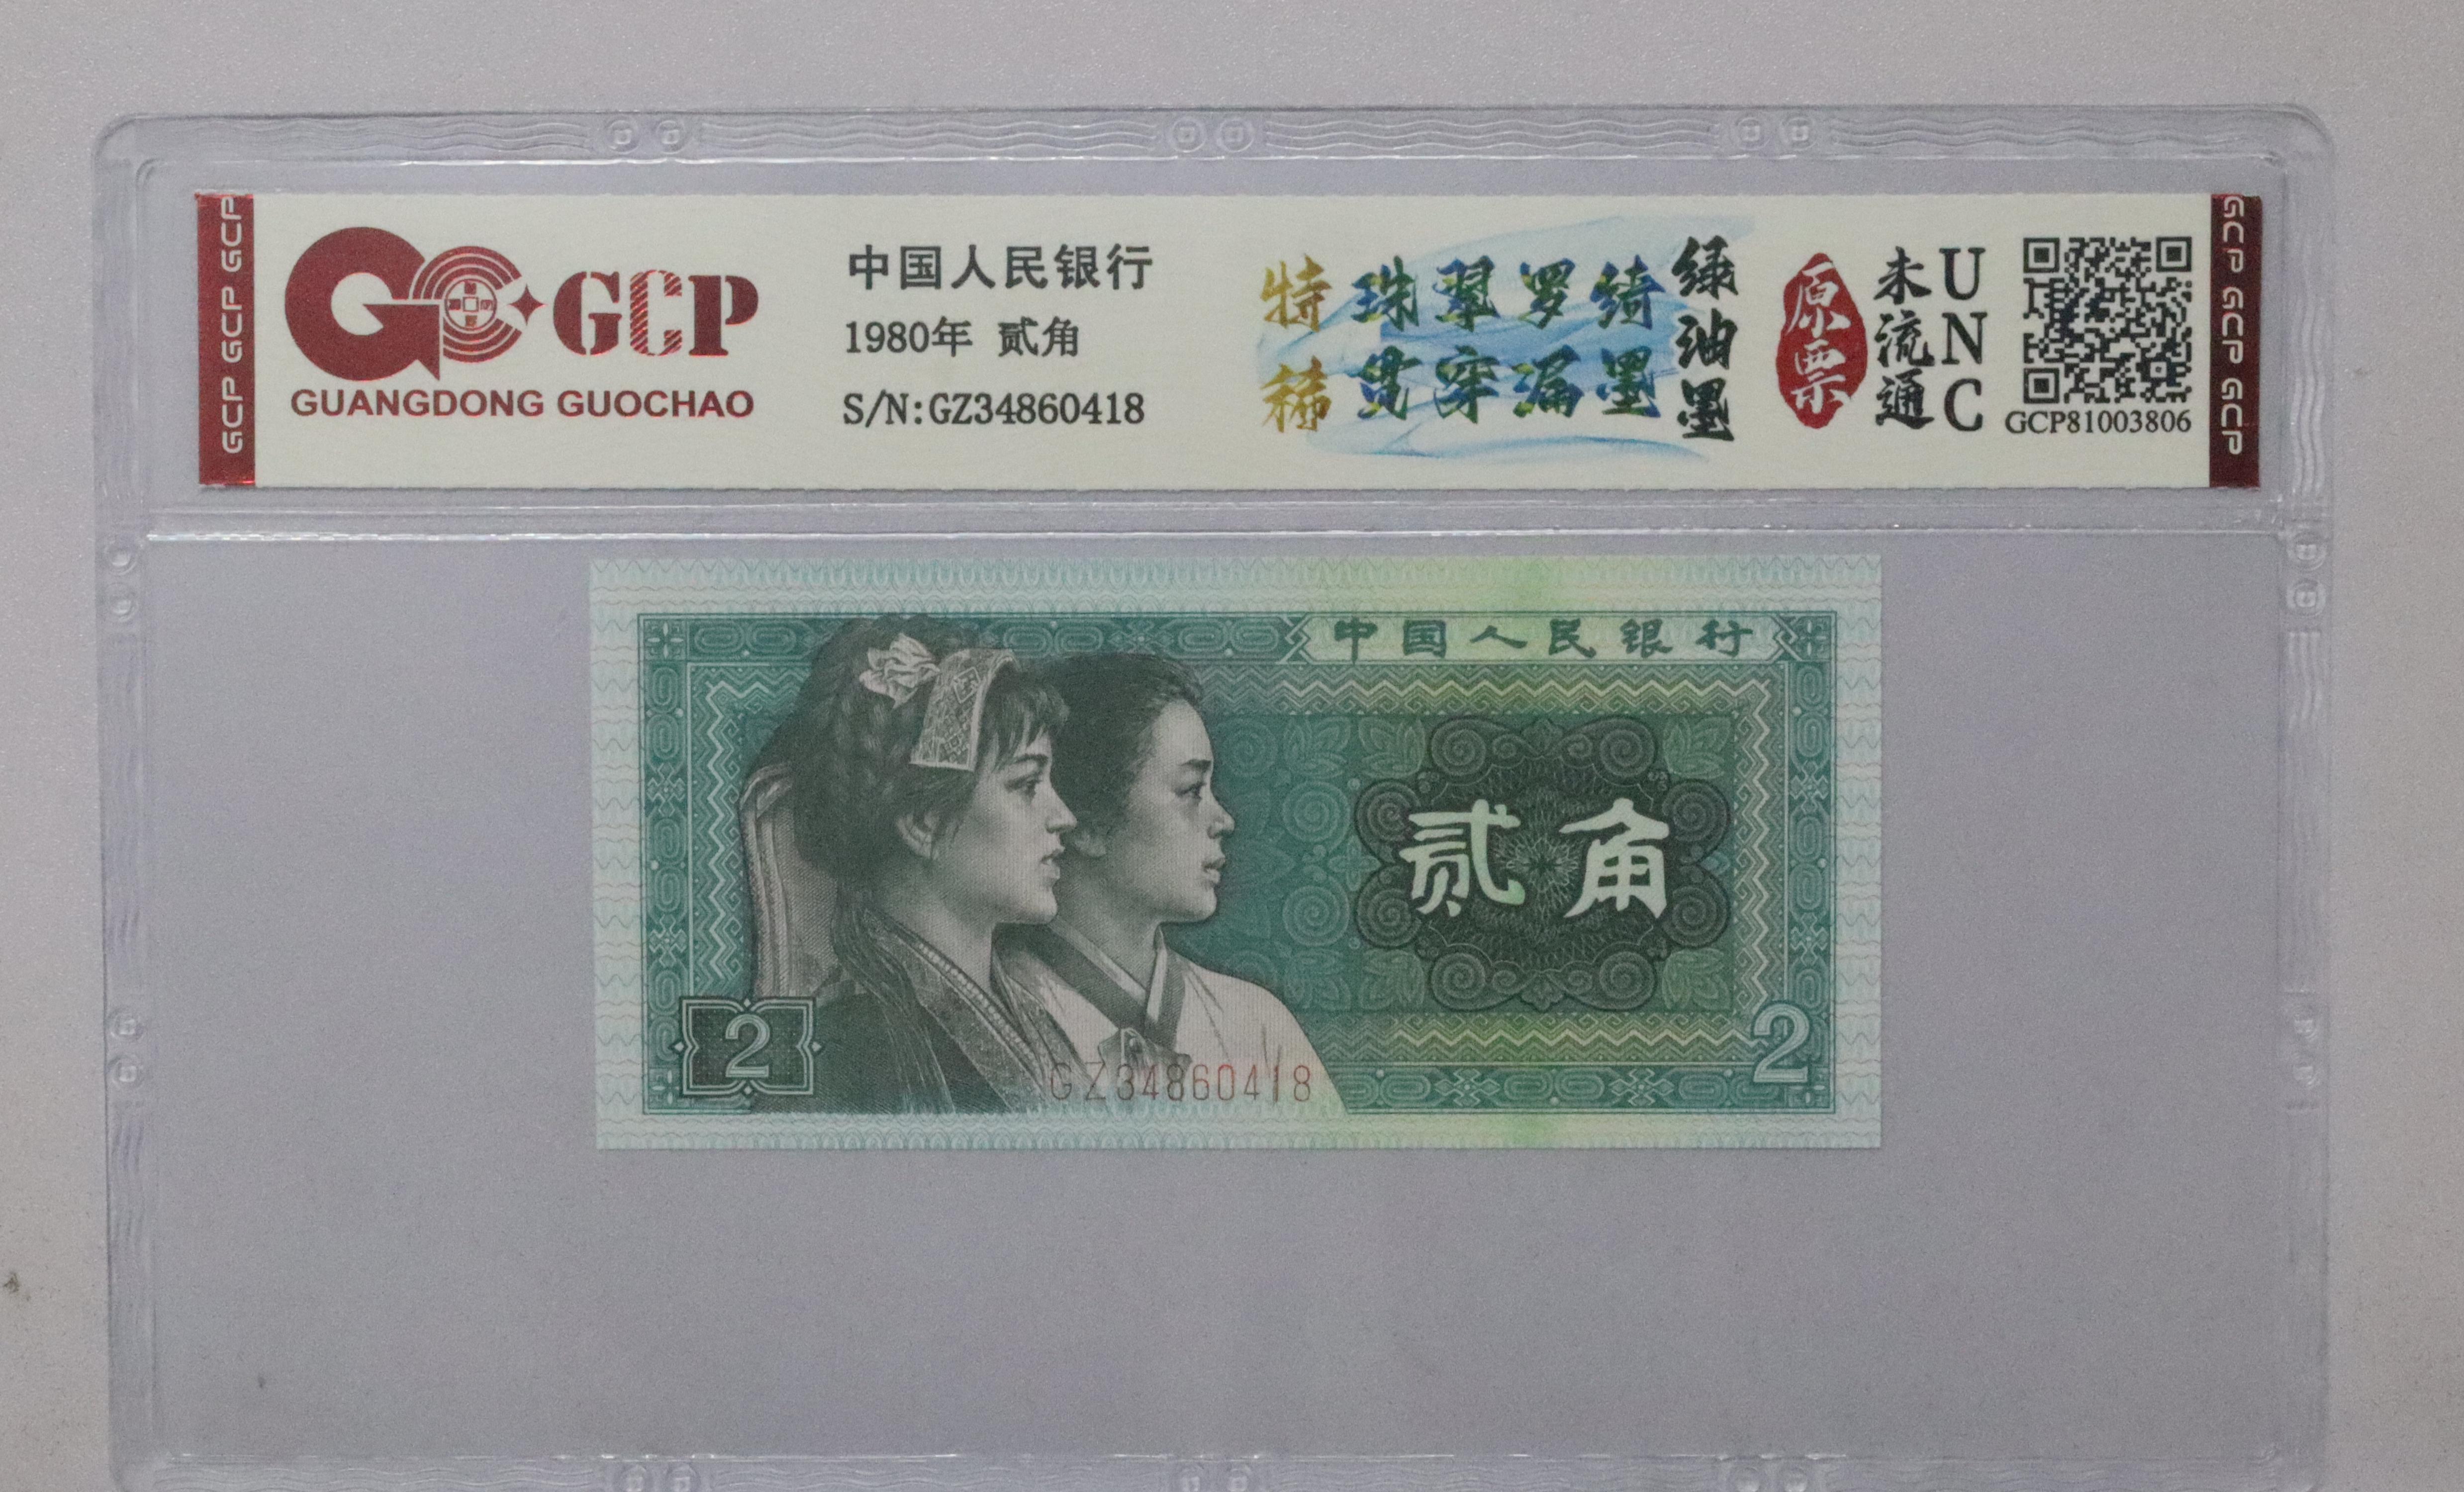 GCP GCP GCP
GCP
GUANGDONG GUOCHAO
中国人民银行
1980年 贰角
S/N:GZ34860418
特稀
珠翠罗绮
贯穿漏墨
绿油墨
原票
未流通
UNC
GCP81003806
GCP GCP GCP
中国人民银行
贰角
2
2
GZ34860418